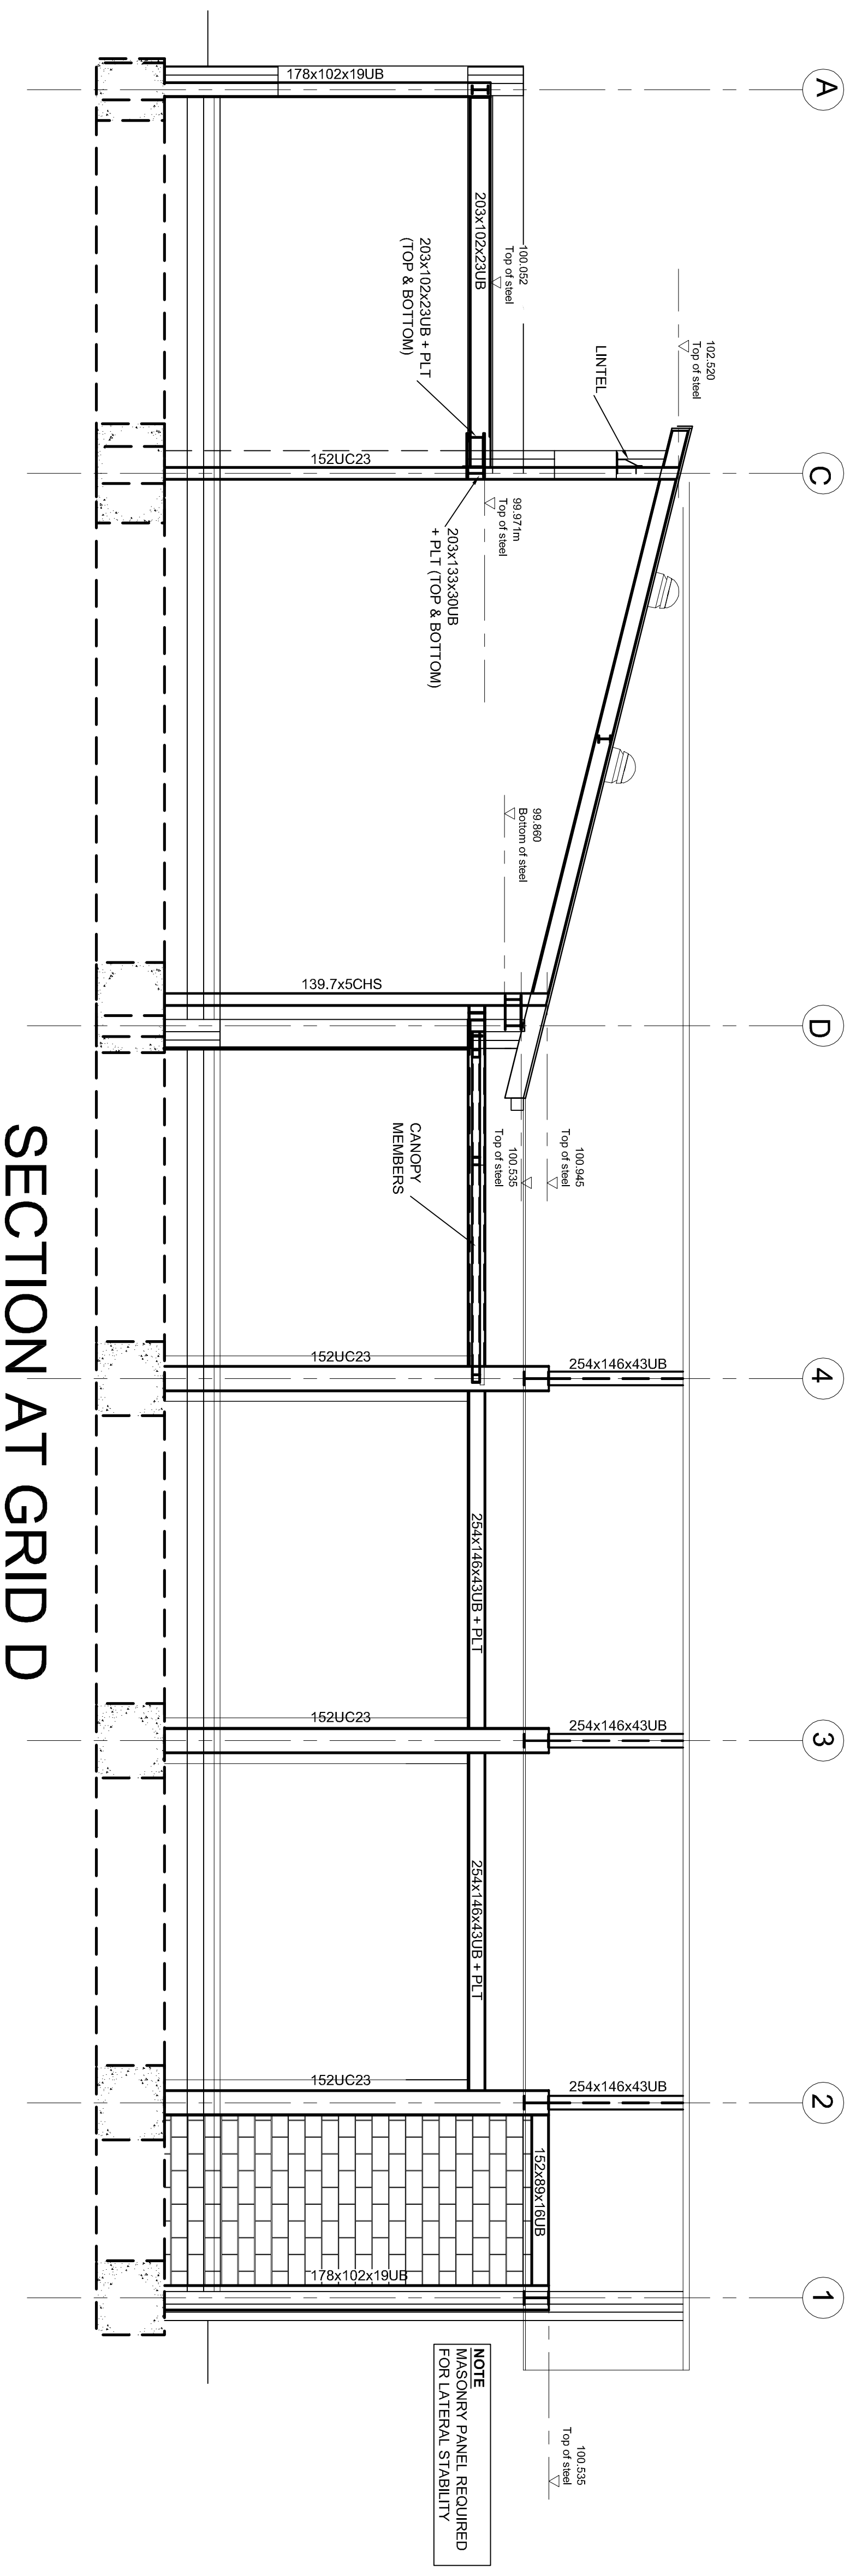 A
C
D
4
3
2
1
102.520
Top of steel
LINTEL
100.052
Top of steel
178x102x19UB
203x102x23UB
203x102x23UB + PLT
(TOP & BOTTOM)
152UC23
99.971m
Top of steel
203x133x30UB
+ PLT (TOP & BOTTOM)
99.860
Bottom of steel
139.7x5CHS
100.945
Top of steel
100.535
Top of steel
CANOPY
MEMBERS
152UC23
254x146x43UB
254x146x43UB + PLT
152UC23
254x146x43UB
254x146x43UB + PLT
152UC23
254x146x43UB
152x89x16UB
178x102x19UB
100.535
Top of steel
NOTE
MASONRY PANEL REQUIRED
FOR LATERAL STABILITY
SECTION AT GRID D